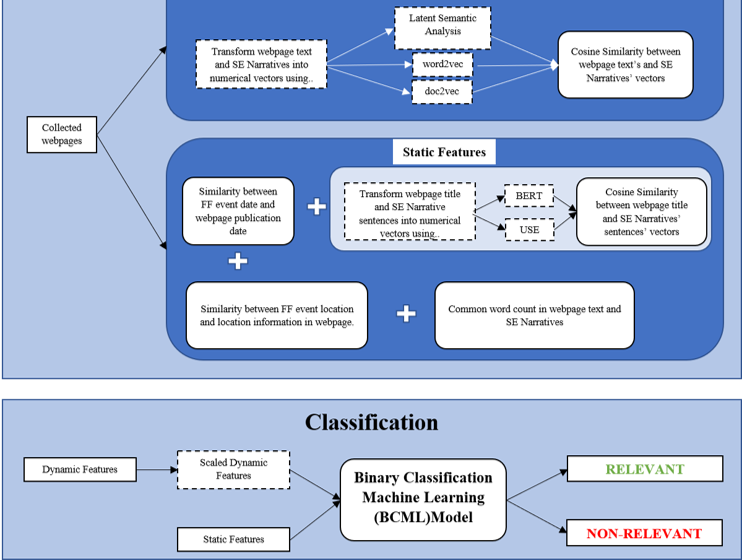 Latent Semantic
Analysis
Transform webpage text
and SE Narratives into
numerical vectors using..
word2vec
doc2vec
Cosine Similarity between
webpage text's and SE
Narratives' vectors
Collected
webpages
Static Features
Similarity between
FF event date and
webpage publication
date
Transform webpage title
and SE Narrative
sentences into numerical
vectors using..
BERT
USE
Cosine Similarity
between webpage title
and SE Narratives'
sentences' vectors
Similarity between FF event location
and location information in webpage.
Common word count in webpage text and
SE Narratives
Classification
Dynamic Features
Scaled Dynamic
Features
Static Features
Binary Classification
Machine Learning
(BCML)Model
RELEVANT
NON-RELEVANT